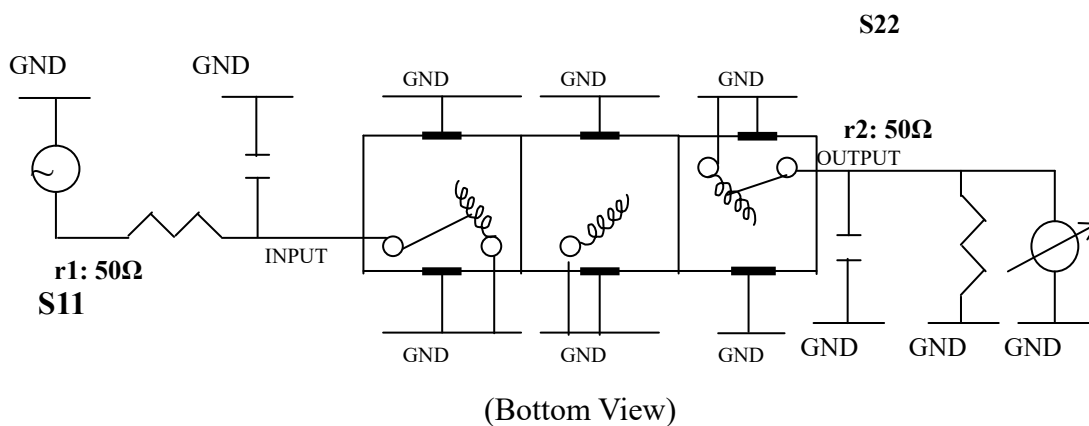 S22
GND
GND
GND
GND
GND
r2: 50Ω
OUTPUT
INPUT
r1: 50Ω
S11
GND
GND
GND
GND
GND
GND
(Bottom View)